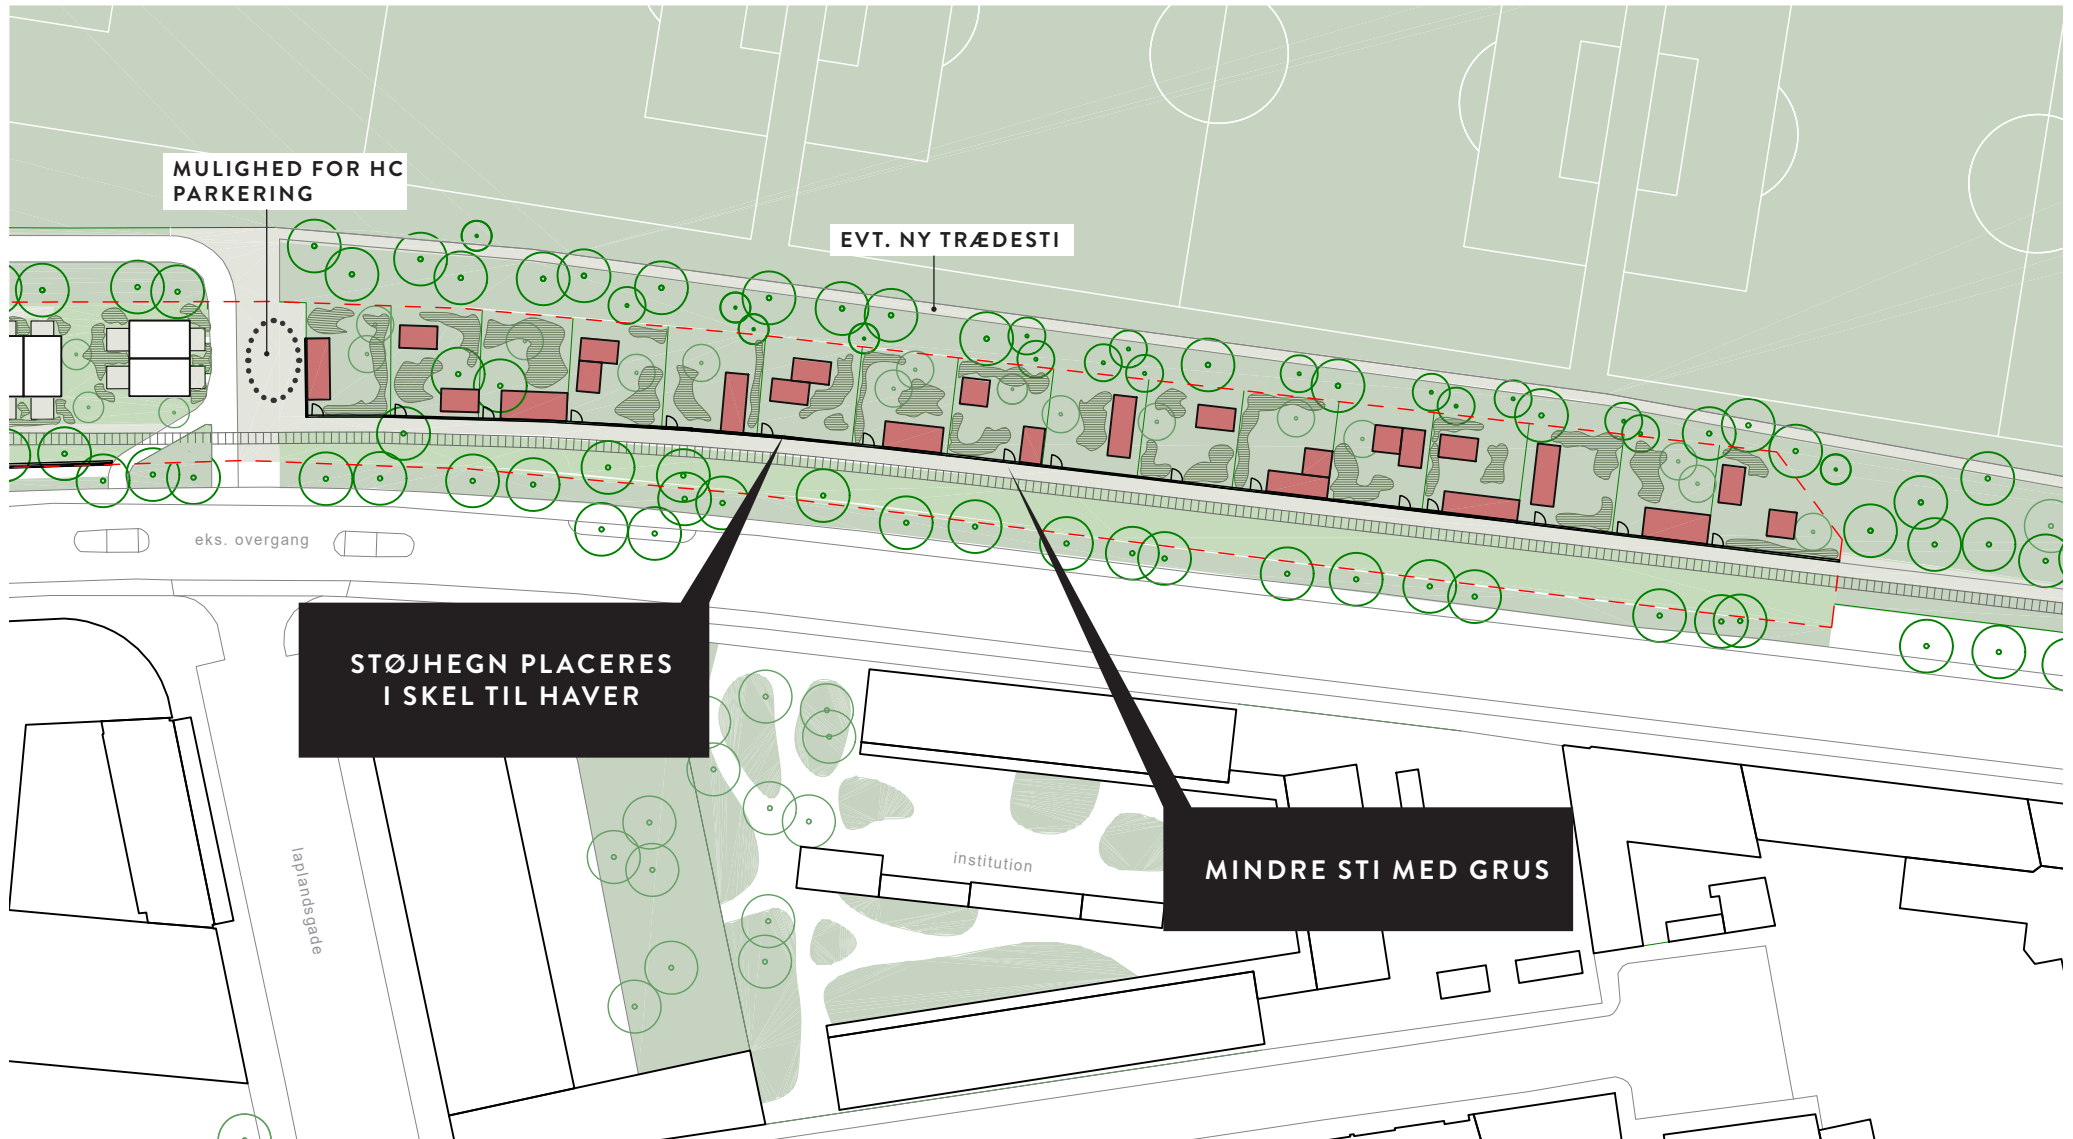 MULIGHED FOR HC
PARKERING
EVT. NY TRÆDESTI
eks. overgang
STØJHEGN PLACERES
I SKEL TIL HAVER
laplandsgade
institution
MINDRE STI MED GRUS